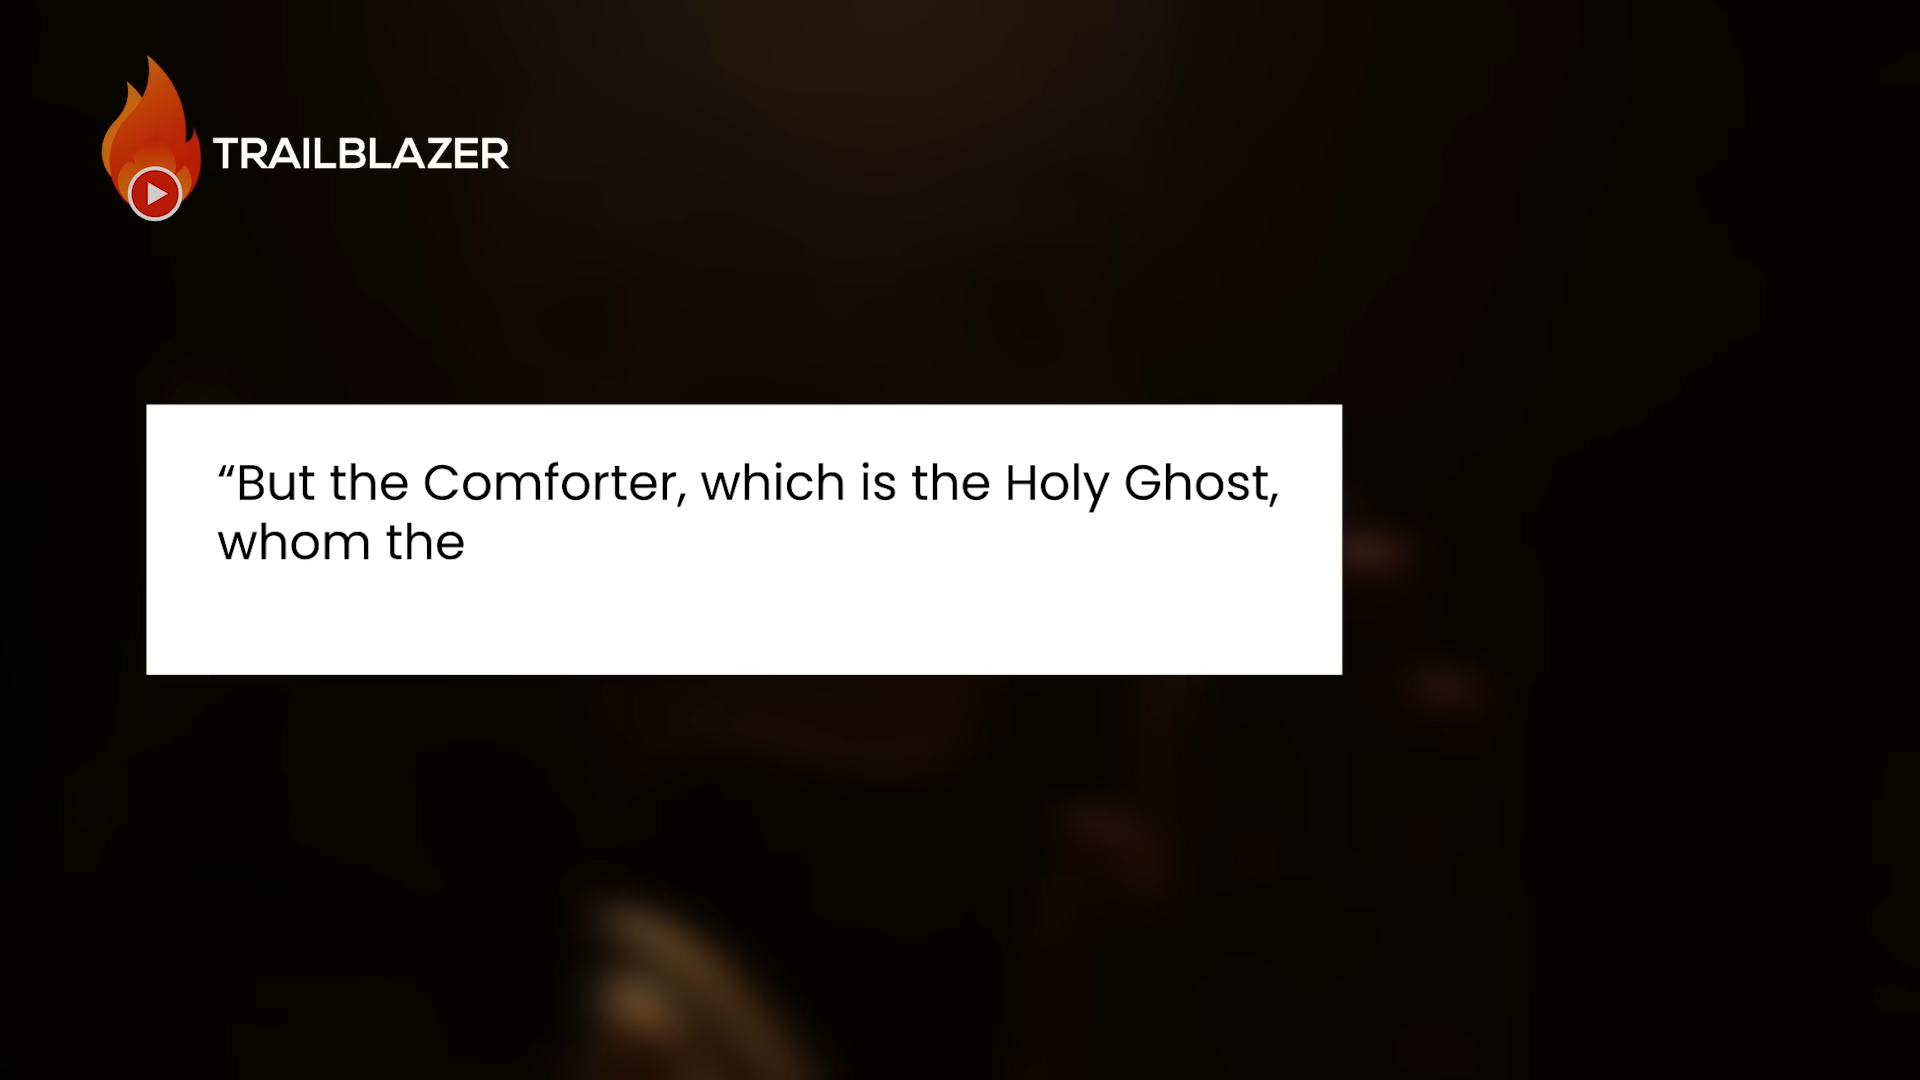 TRAILBLAZER
“But the Comforter, which is the Holy Ghost,
whom the